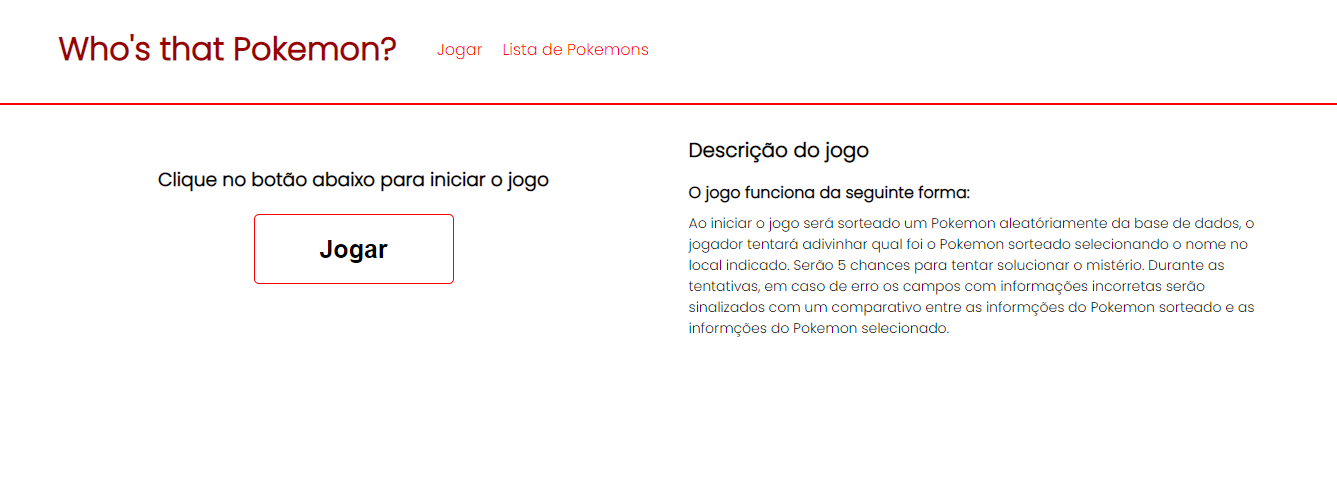 Who's that Pokemon?
Jogar
Lista de Pokemons
Clique no botão abaixo para iniciar o jogo
Jogar
Descrição do jogo
O jogo funciona da seguinte forma:
Ao iniciar o jogo será sorteado um Pokemon aleatóriamente da base de dados, o
jogador tentará adivinhar qual foi o Pokemon sorteado selecionando o nome no
local indicado. Serão 5 chances para tentar solucionar o mistério. Durante as
tentativas, em caso de erro os campos com informações incorretas serão
sinalizados com um comparativo entre as informções do Pokemon sorteado e as
informções do Pokemon selecionado.